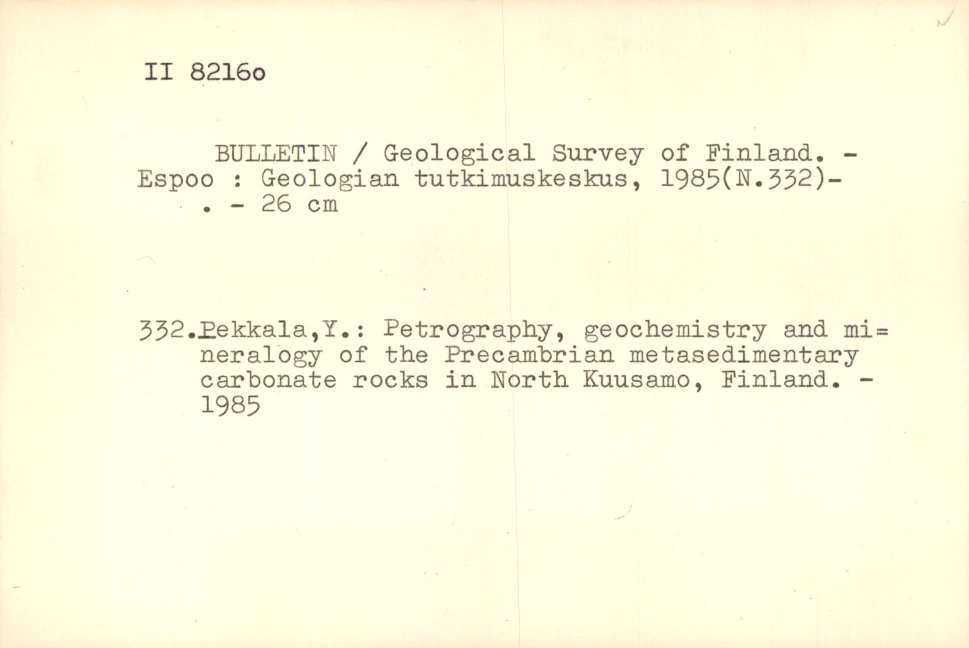 II 8216o
BULLETIN / Geological Survey of Finland. -
Espoo : Geologian tutkimuskeskus, 1985(N.332)-
. - 26 cm
332.Pekkala,Y.: Petrography, geochemistry and mi=
neralogy of the Precambrian metasedimentary
carbonate rocks in North Kuusamo, Finland. -
1985